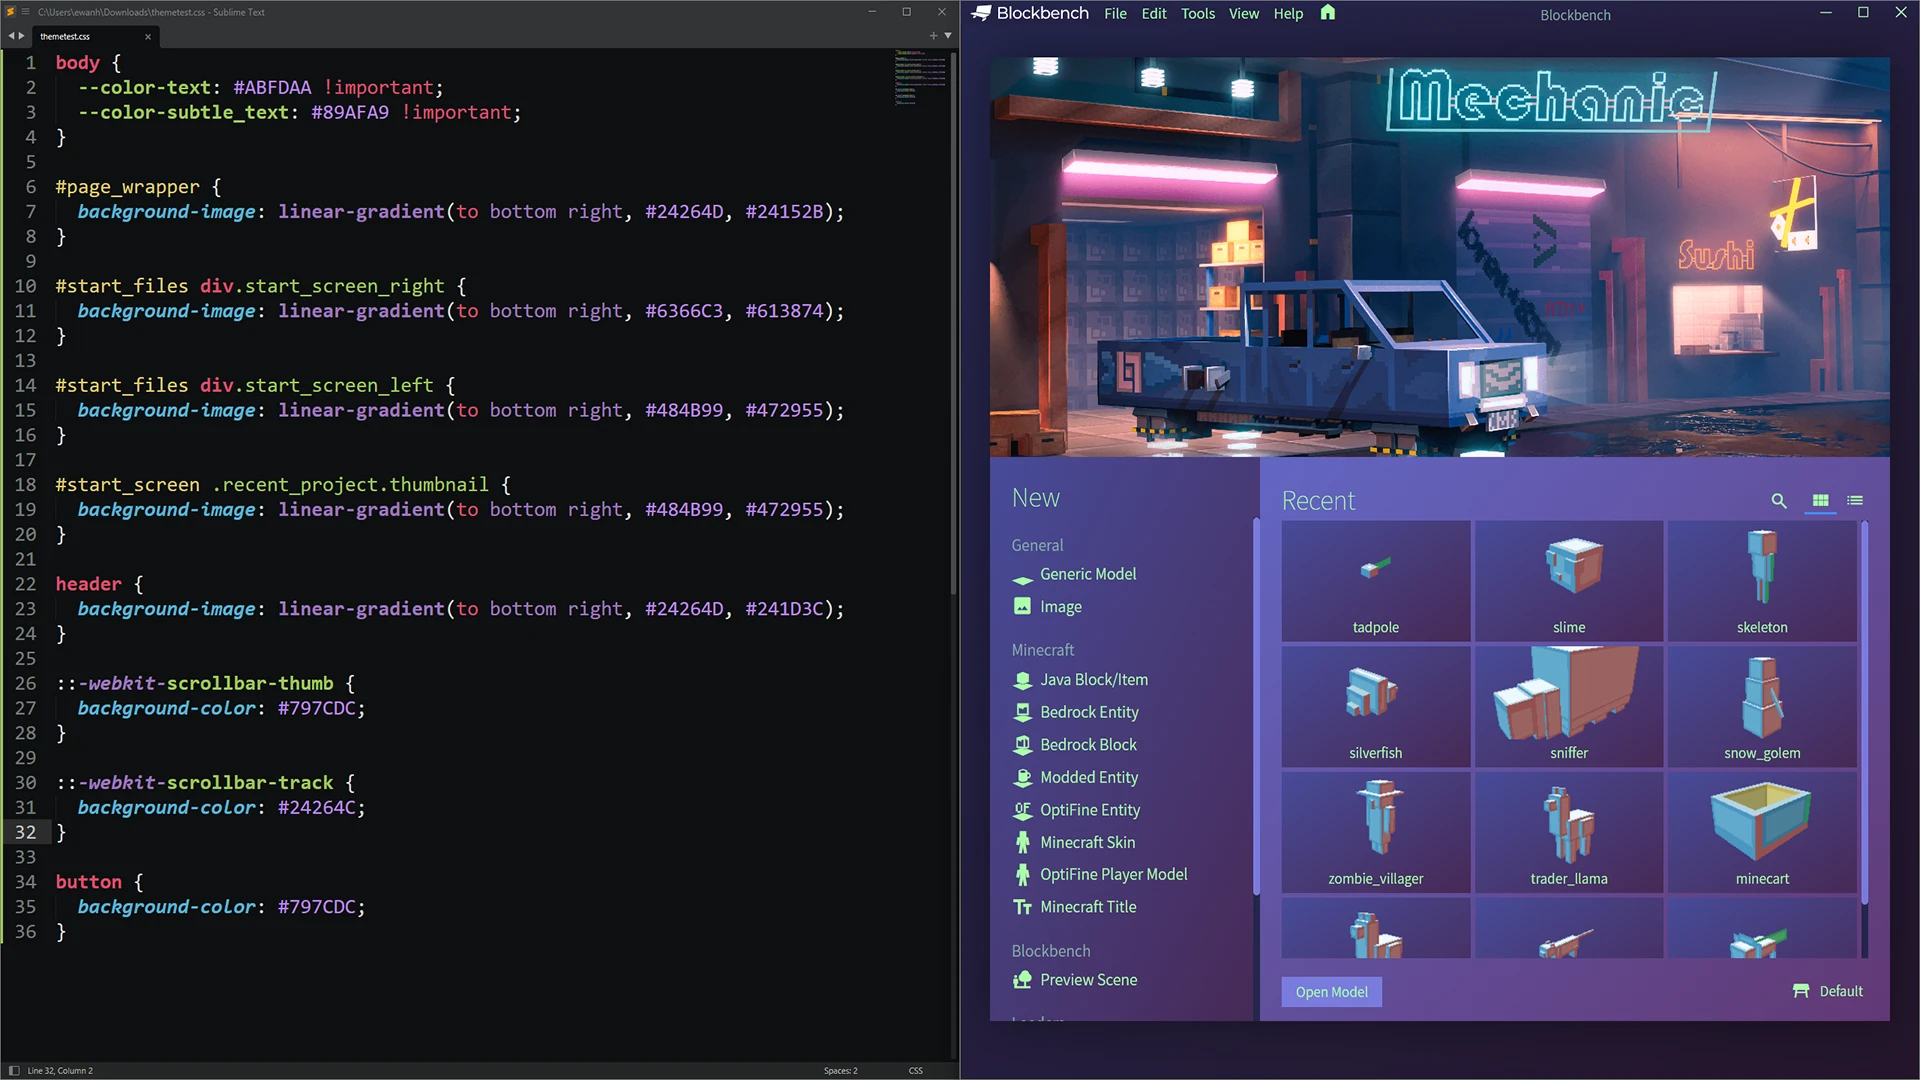 C:\Users\ewanh\Downloads\themetest.css - Sublime Text
themetest.css
1 body {
2 --color-text: #ABFDAA !important;
3 --color-subtle_text: #89AFA9 !important;
4 }
5
6 #page_wrapper {
7 background-image: linear-gradient(to bottom right, #24264D, #24152B);
8 }
9
10 #start_files div.start_screen_right {
11 background-image: linear-gradient(to bottom right, #6366C3, #613874);
12 }
13
14 #start_files div.start_screen_left {
15 background-image: linear-gradient(to bottom right, #484B99, #472955);
16 }
17
18 #start_screen .recent_project.thumbnail {
19 background-image: linear-gradient(to bottom right, #484B99, #472955);
20 }
21
22 header {
23 background-image: linear-gradient(to bottom right, #24264D, #241D3C);
24 }
25
26 ::-webkit-scrollbar-thumb {
27 background-color: #797CDC;
28 }
29
30 ::-webkit-scrollbar-track {
31 background-color: #24264C;
32 }
33
34 button {
35 background-color: #797CDC;
36 }
Line 32, Column 2
Spaces: 2
CSS
Blockbench File Edit Tools View Help
Blockbench
Mechanic
Sushi
New
General
Generic Model
Image
Minecraft
Java Block/Item
Bedrock Entity
Bedrock Block
Modded Entity
OptiFine Entity
Minecraft Skin
OptiFine Player Model
Minecraft Title
Blockbench
Preview Scene
Recent
tadpole slime skeleton
silverfish sniffer snow_golem
zombie_villager trader_llama minecart
Open Model
Default